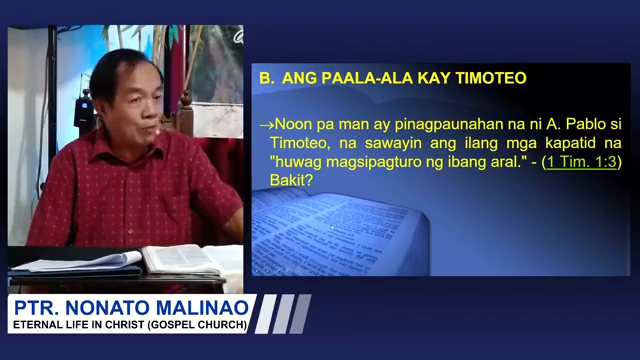 B. ANG PAALA-ALA KAY TIMOTEO
→Noon pa man ay pinagpaunahan na ni A. Pablo si
Timoteo, na sawayin ang ilang mga kapatid na
"huwag magsipagturo ng ibang aral." - (1 Tim. 1:3)
Bakit?
PTR. NONATO MALINAO
ETERNAL LIFE IN CHRIST (GOSPEL CHURCH)